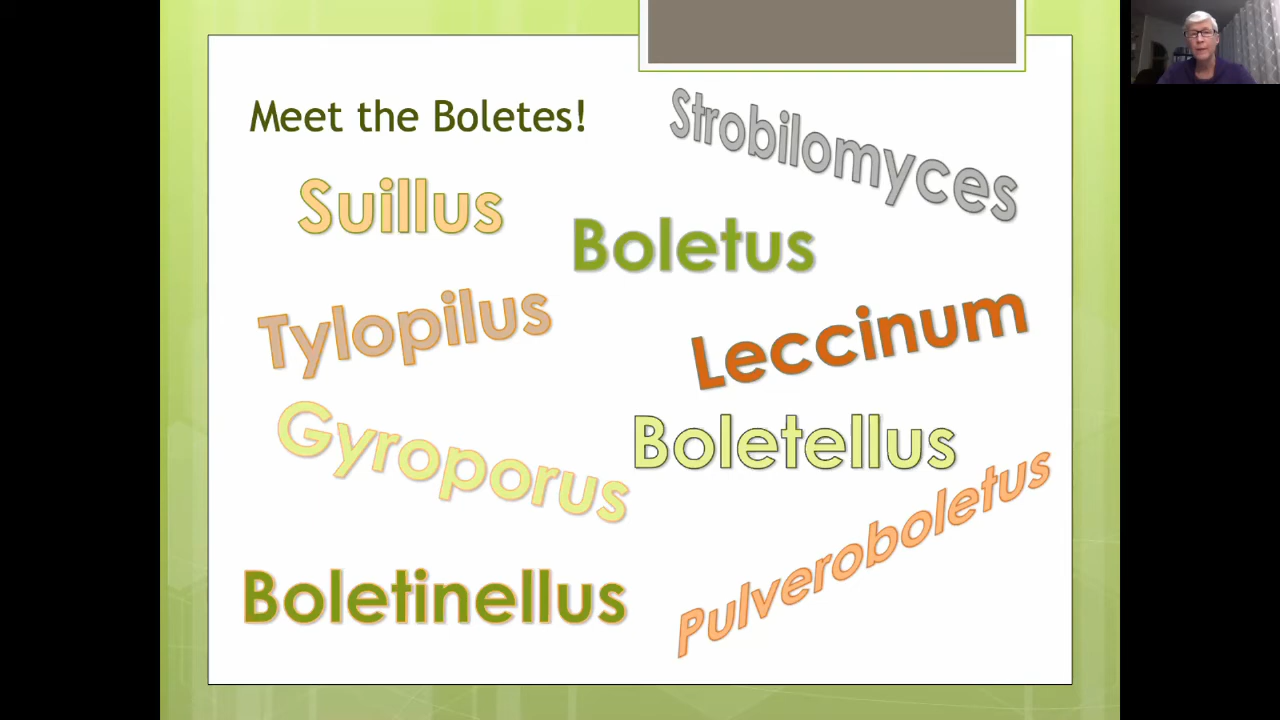 Meet the Boletes!
Strobilomyces
Suillus
Boletus
Tylopilus
Leccinum
Gyroporus
Boletellus
Pulveroboletus
Boletinellus